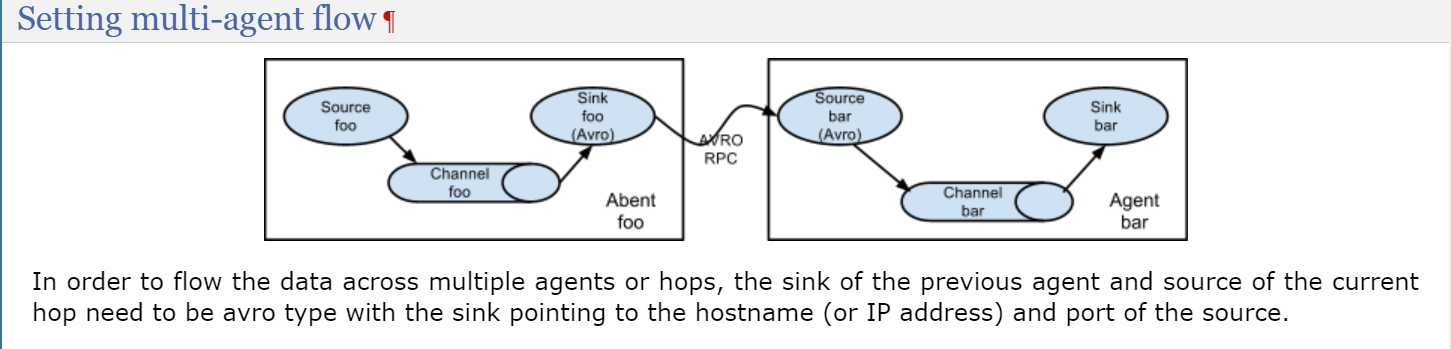 Setting multi-agent flow¶
Source
foo
Channel
foo
Sink
foo
(Avro)
Abent
foo
AVRO
RPC
Source
bar
(Avro)
Channel
bar
Sink
bar
Agent
bar
In order to flow the data across multiple agents or hops, the sink of the previous agent and source of the current
hop need to be avro type with the sink pointing to the hostname (or IP address) and port of the source.